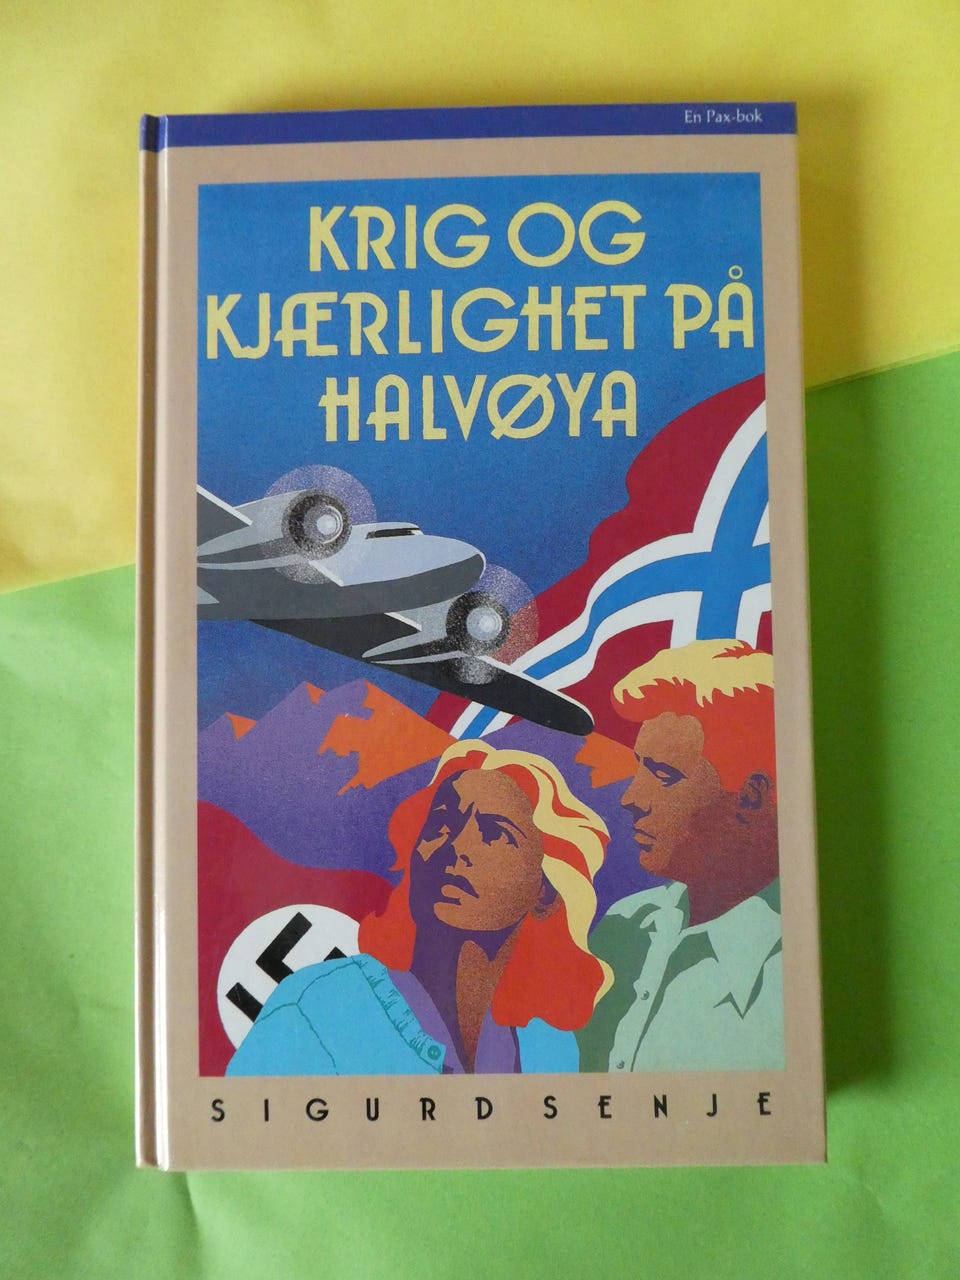 En Pax-bok
KRIG OG
KJÆRLIGHET PÅ
HALVØYA
SIGURD SENJE